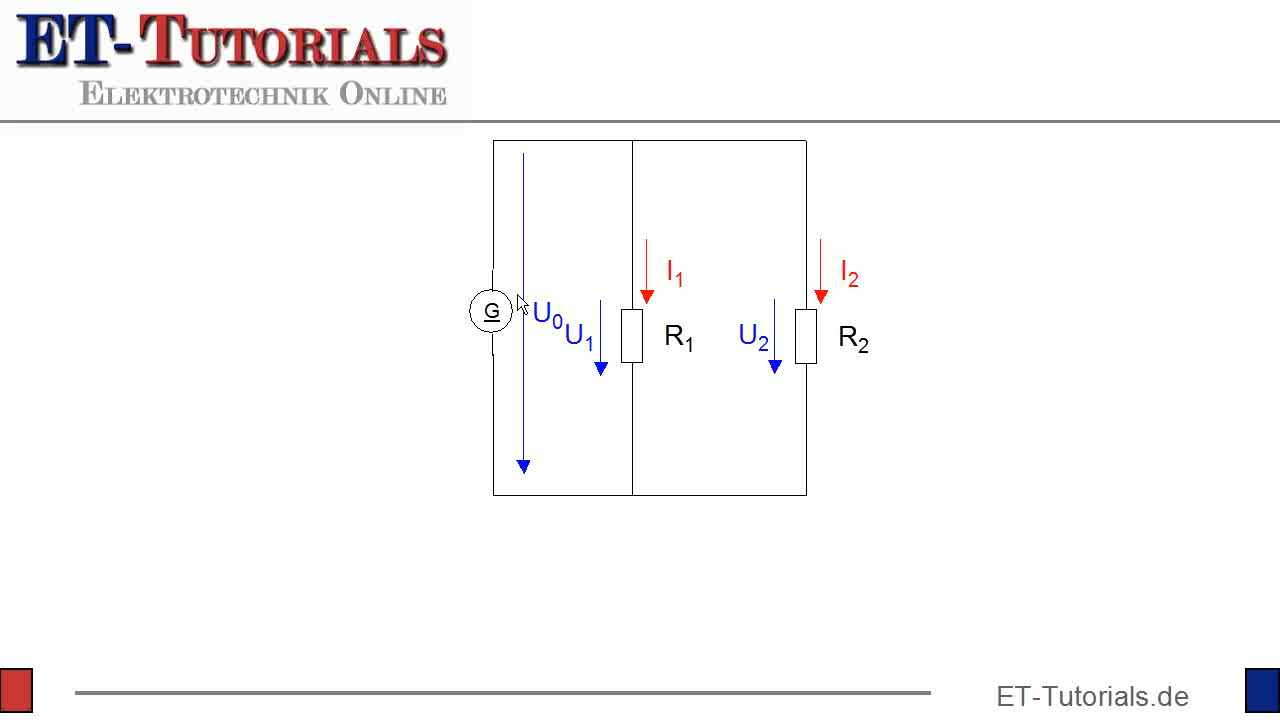 ET-TUTORIALS
ELEKTROTECHNIK ONLINE
I1
I2
G
U0
U1
R1
U2
R2
ET-Tutorials.de